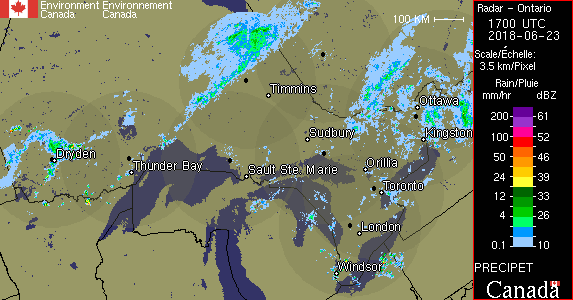 Environment Environnement
Canada Canada
100 KM
Timmins
Ottawa
Sudbury
Kingston
Dryden
Thunder Bay
Sault Ste. Marie
Orillia
Toronto
London
Windsor
Radar - Ontario
1700 UTC
2018-06-23
Scale/Échelle:
3.5 km/Pixel
Rain/Pluie
mm/hr dBZ
200 61
100 52
50 46
24 39
12 33
4 26
0.1 10
PRECIPET
Canada